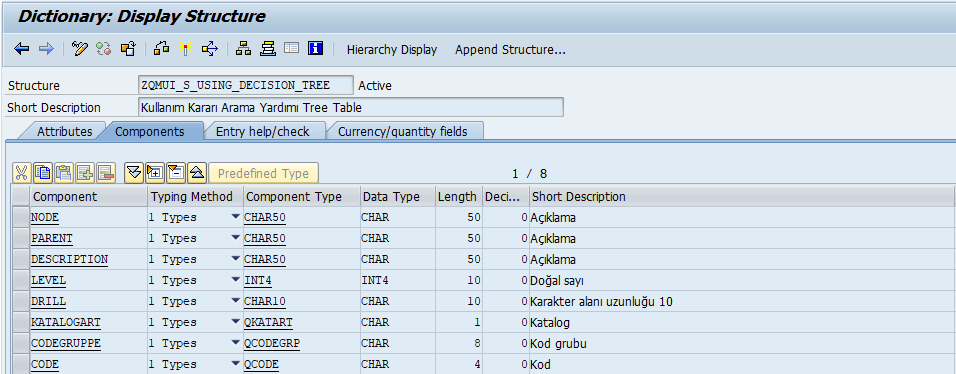 Dictionary: Display Structure
Hierarchy Display Append Structure...
Structure ZQMUI_S_USING_DECISION_TREE Active
Short Description Kullanım Kararı Arama Yardımı Tree Table
Attributes Components Entry help/check Currency/quantity fields
Predefined Type 1 / 8
Component Typing Method Component Type Data Type Length Deci... Short Description
NODE 1 Types CHAR50 CHAR 50 0 Açıklama
PARENT 1 Types CHAR50 CHAR 50 0 Açıklama
DESCRIPTION 1 Types CHAR50 CHAR 50 0 Açıklama
LEVEL 1 Types INT4 INT4 10 0 Doğal sayı
DRILL 1 Types CHAR10 CHAR 10 0 Karakter alanı uzunluğu 10
KATALOGART 1 Types QKATART CHAR 1 0 Katalog
CODEGRUPPE 1 Types QCODEGRP CHAR 8 0 Kod grubu
CODE 1 Types QCODE CHAR 4 0 Kod